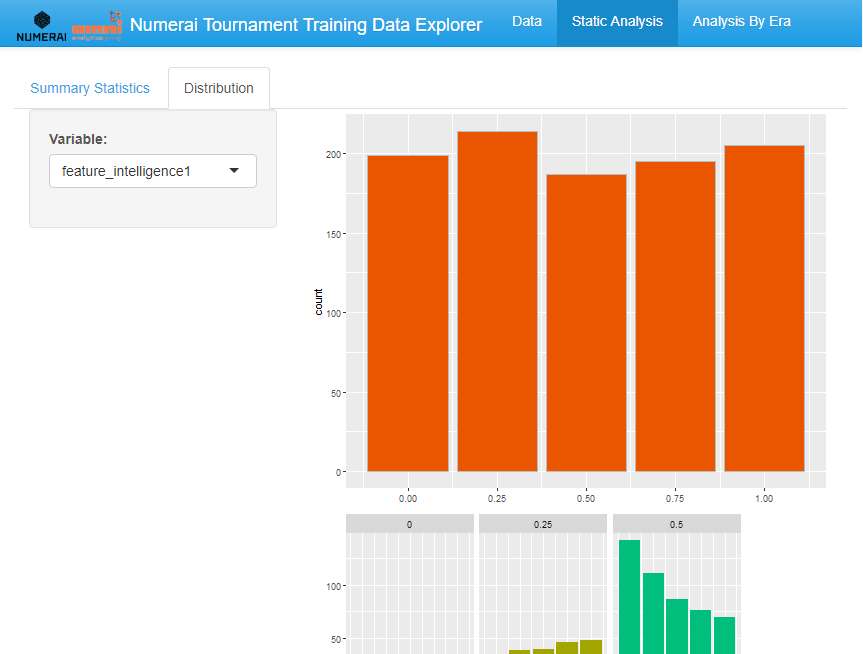 NUMERAI
Numerai Tournament Training Data Explorer
Data
Static Analysis
Analysis By Era
Summary Statistics
Distribution
Variable:
feature_intelligence1
200
150
100
50
0
count
0.00
0.25
0.50
0.75
1.00
0
0.25
0.5
100
50